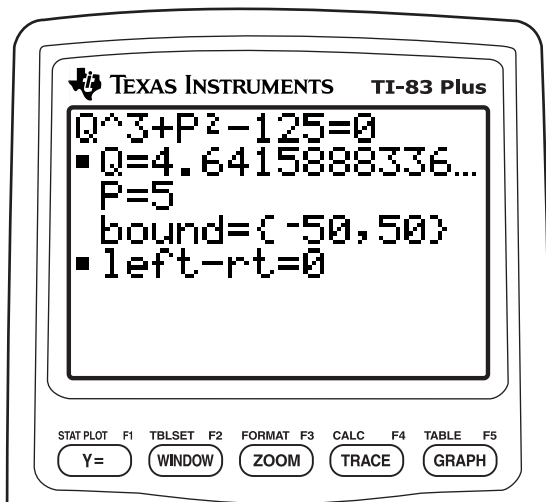 TEXAS INSTRUMENTS TI-83 Plus
Q^3+P²-125=0
▪Q=4.6415888336...
P=5
bound={-50,50}
▪left-rt=0
STAT PLOT F1 TBLSET F2 FORMAT F3 CALC F4 TABLE F5
Y= WINDOW ZOOM TRACE GRAPH